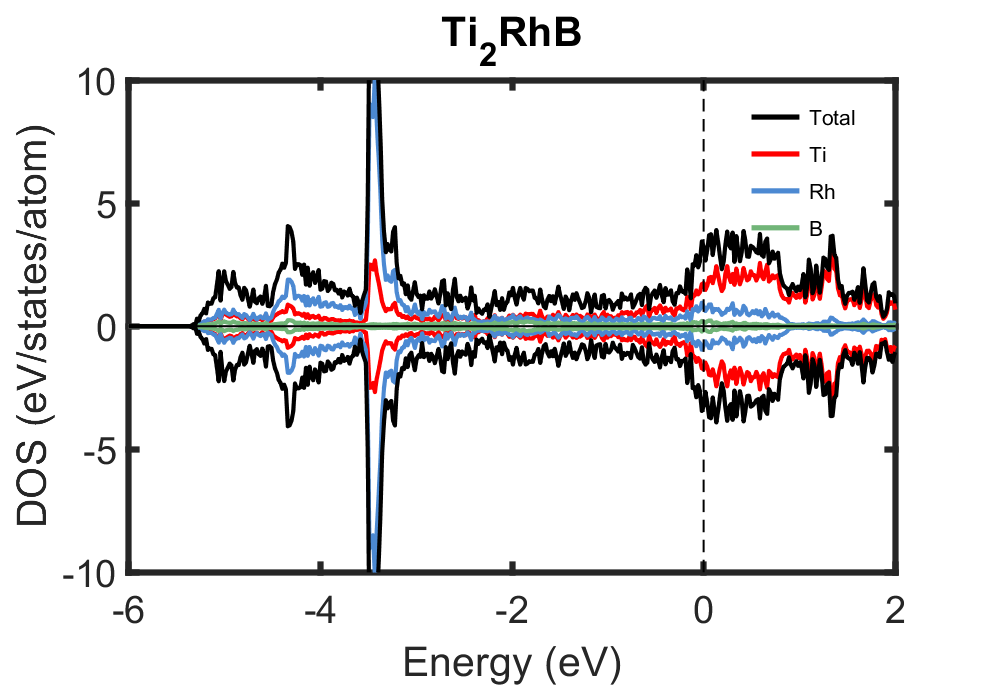 Ti2RhB
DOS (eV/states/atom)
10
5
0
-5
-10
Total
Ti
Rh
B
-6 -4 -2 0 2
Energy (eV)